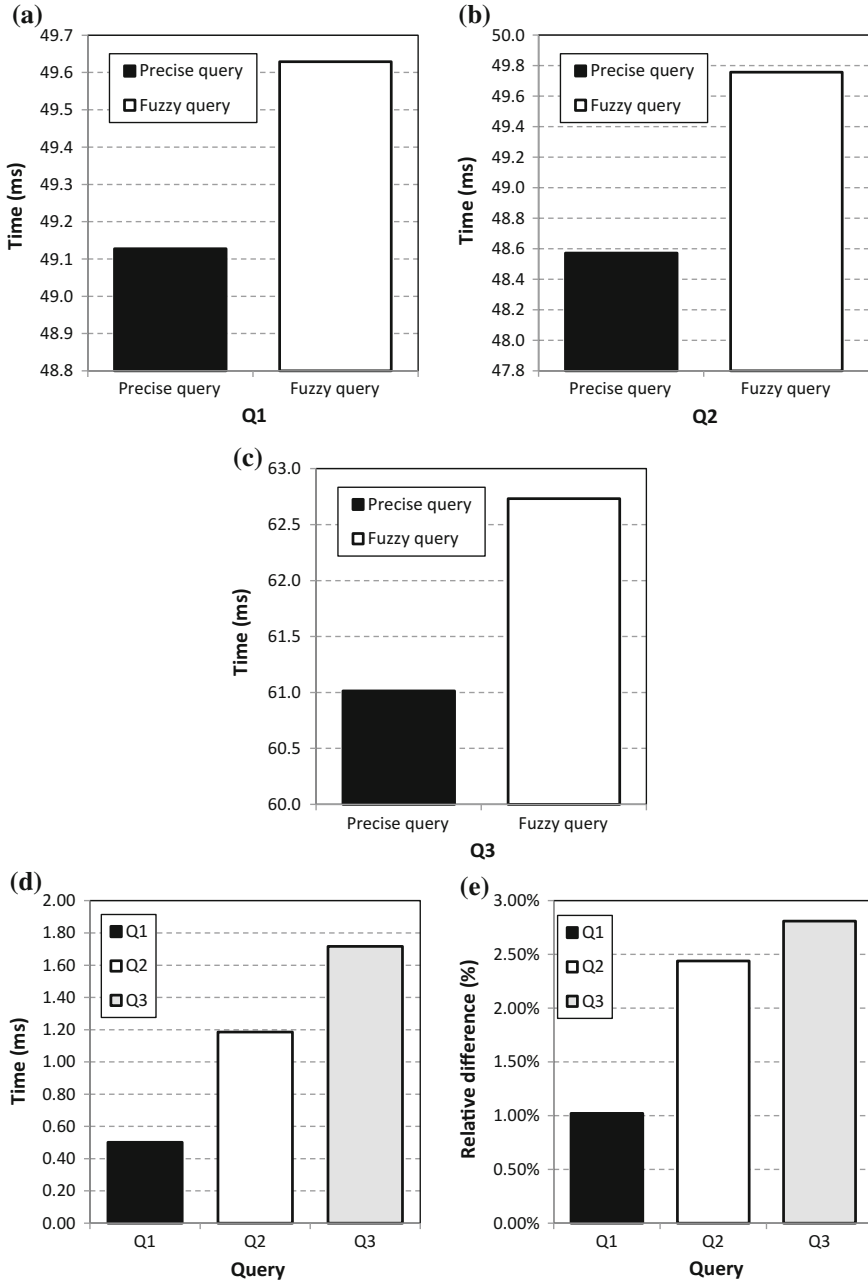 (a)
49.7
49.6
49.5
49.4
49.3
49.2
49.1
49.0
48.9
48.8
Time (ms)
Precise query
Fuzzy query
Precise query Fuzzy query
Q1
(b)
50.0
49.8
49.6
49.4
49.2
49.0
48.8
48.6
48.4
48.2
48.0
47.8
Time (ms)
Precise query
Fuzzy query
Precise query Fuzzy query
Q2
(c)
63.0
62.5
62.0
61.5
61.0
60.5
60.0
Time (ms)
Precise query
Fuzzy query
Precise query Fuzzy query
Q3
(d)
2.00
1.80
1.60
1.40
1.20
1.00
0.80
0.60
0.40
0.20
0.00
Time (ms)
Q1
Q2
Q3
Q1 Q2 Q3
Query
(e)
3.00%
2.50%
2.00%
1.50%
1.00%
0.50%
0.00%
Relative difference (%)
Q1
Q2
Q3
Q1 Q2 Q3
Query